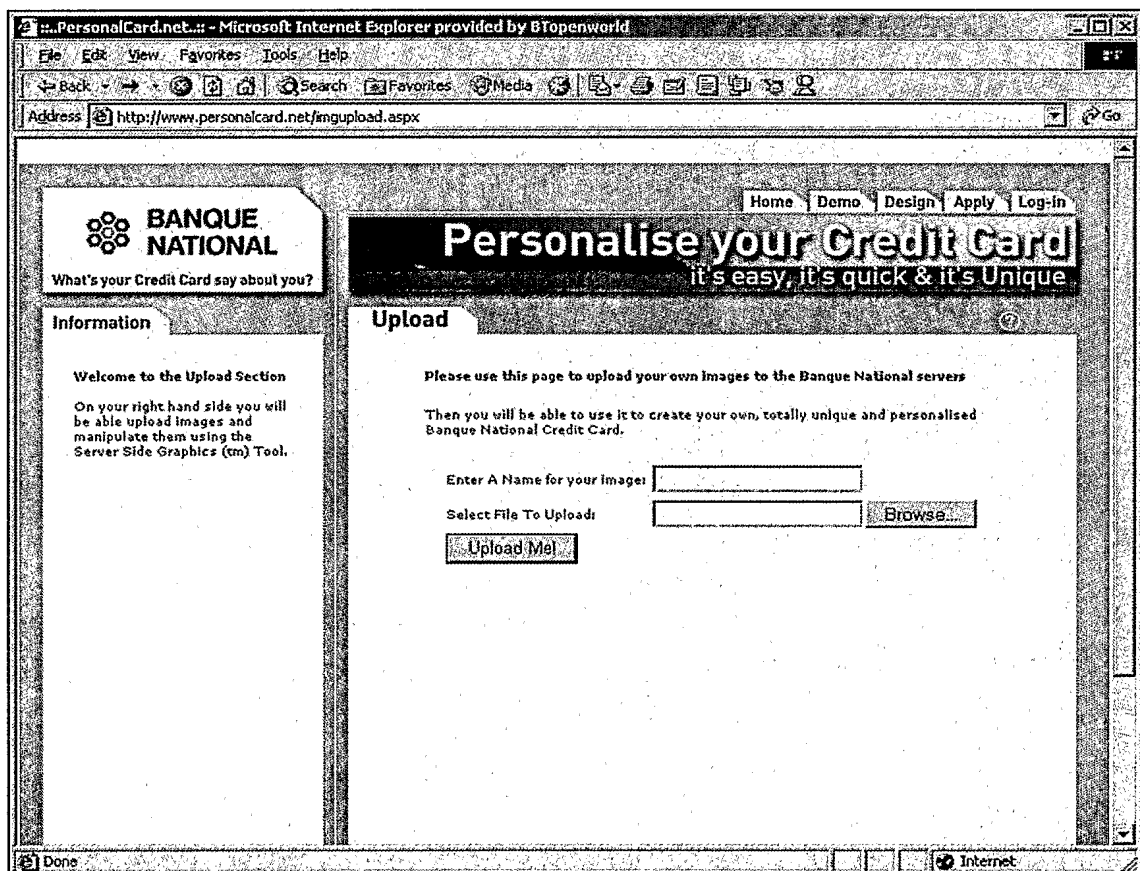 ::..PersonalCard.net..:: - Microsoft Internet Explorer provided by BTopenworld
File Edit View Favorites Tools Help
Back Search Favorites Media
Address http://www.personalcard.net/imgupload.aspx Go
BANQUE NATIONAL
What's your Credit Card say about you?
Home Demo Design Apply Log-In
Personalise your Credit Card
it's easy, it's quick & it's Unique
Information
Welcome to the Upload Section
On your right hand side you will
be able upload images and
manipulate them using the
Server Side Graphics (tm) Tool.
Upload
?
Please use this page to upload your own images to the Banque National servers
Then you will be able to use it to create your own, totally unique and personalised
Banque National Credit Card.
Enter A Name for your image:
Select File To Upload: Browse...
Upload Me!
Done Internet